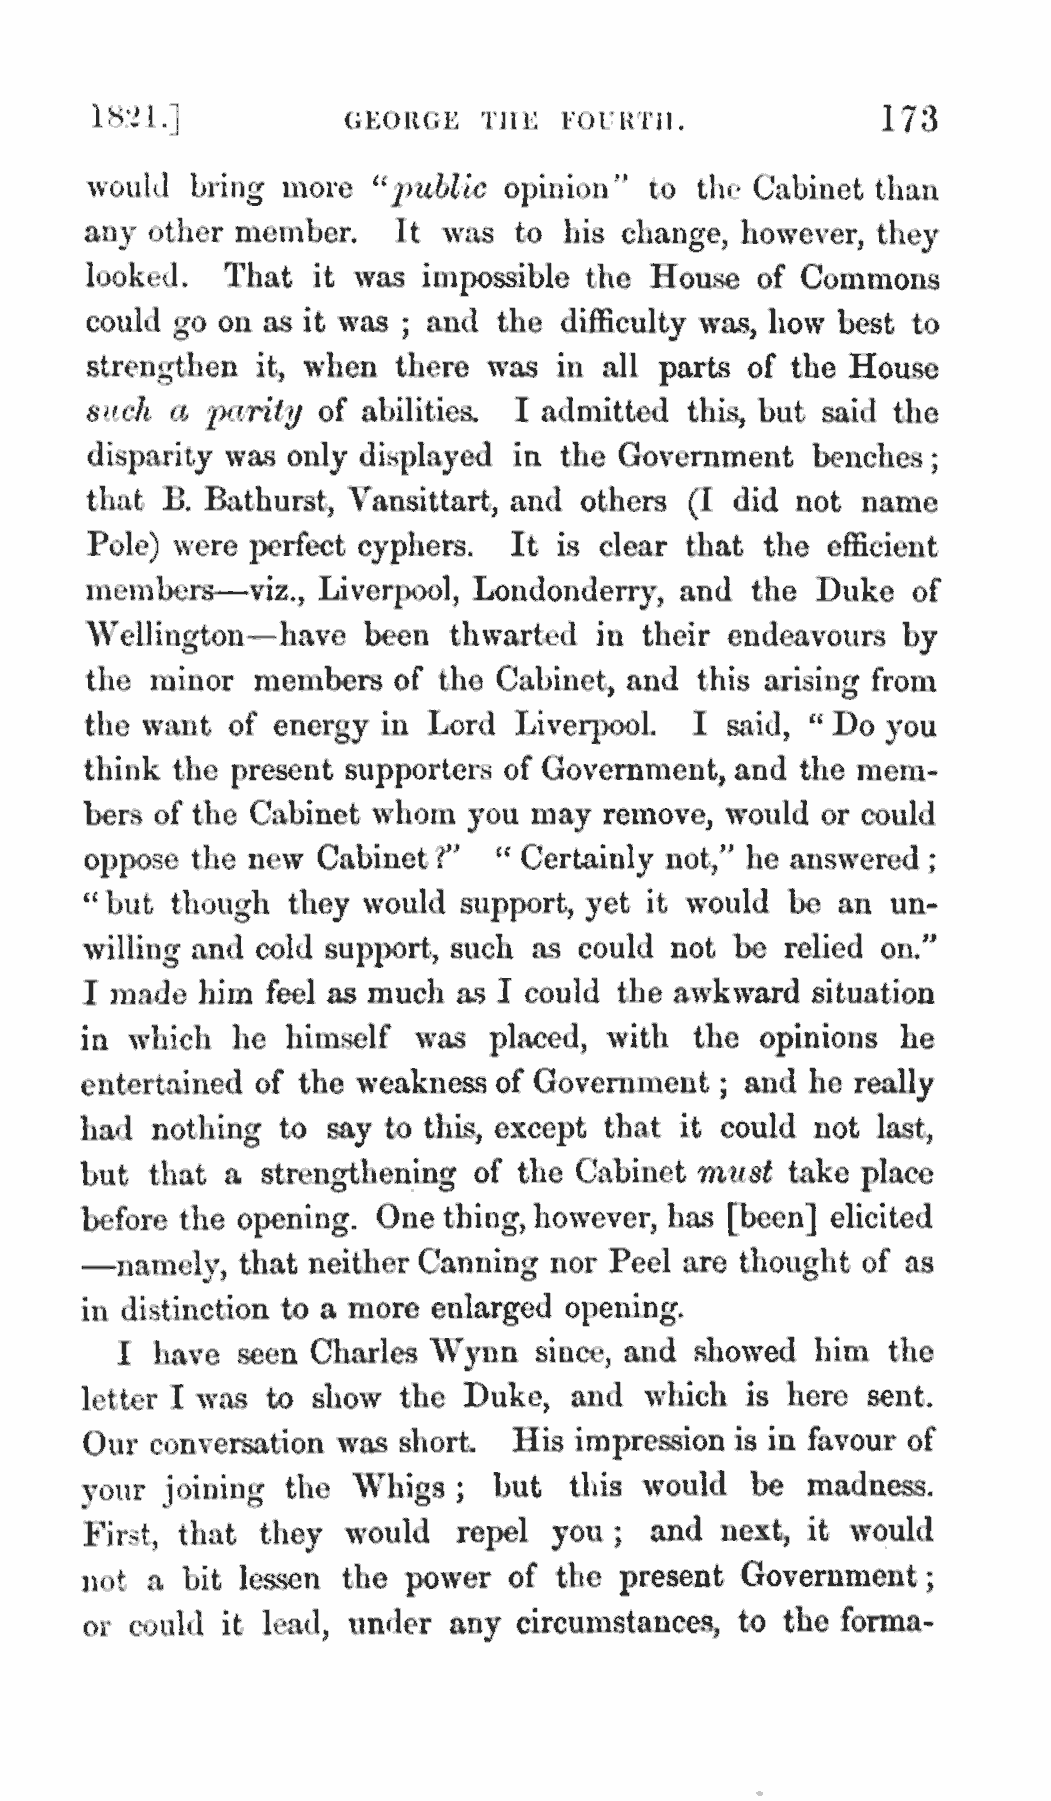 1821.] GEORGE THE FOURTH. 173
would bring more "public opinion" to the Cabinet than
any other member. It was to his change, however, they
looked. That it was impossible the House of Commons
could go on as it was ; and the difficulty was, how best to
strengthen it, when there was in all parts of the House
such a parity of abilities. I admitted this, but said the
disparity was only displayed in the Government benches ;
that B. Bathurst, Vansittart, and others (I did not name
Pole) were perfect cyphers. It is clear that the efficient
members—viz., Liverpool, Londonderry, and the Duke of
Wellington—have been thwarted in their endeavours by
the minor members of the Cabinet, and this arising from
the want of energy in Lord Liverpool. I said, "Do you
think the present supporters of Government, and the mem-
bers of the Cabinet whom you may remove, would or could
oppose the new Cabinet?" "Certainly not," he answered ;
"but though they would support, yet it would be an un-
willing and cold support, such as could not be relied on."
I made him feel as much as I could the awkward situation
in which he himself was placed, with the opinions he
entertained of the weakness of Government ; and he really
had nothing to say to this, except that it could not last,
but that a strengthening of the Cabinet must take place
before the opening. One thing, however, has [been] elicited
—namely, that neither Canning nor Peel are thought of as
in distinction to a more enlarged opening.
I have seen Charles Wynn since, and showed him the
letter I was to show the Duke, and which is here sent.
Our conversation was short. His impression is in favour of
your joining the Whigs ; but this would be madness.
First, that they would repel you ; and next, it would
not a bit lessen the power of the present Government ;
or could it lead, under any circumstances, to the forma-